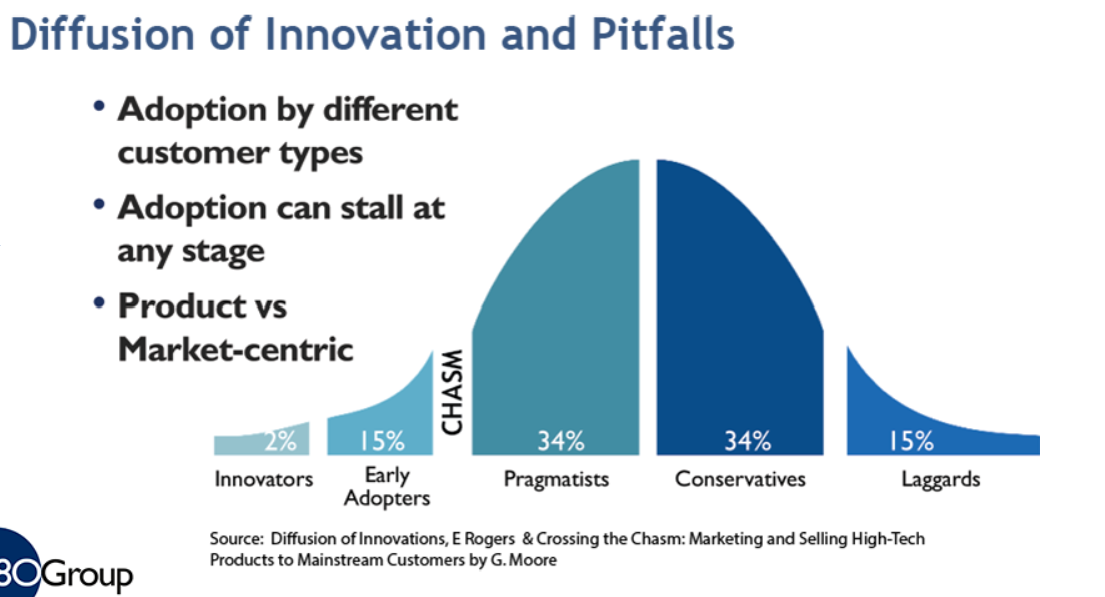 Diffusion of Innovation and Pitfalls
• Adoption by different
customer types
• Adoption can stall at
any stage
• Product vs
Market-centric
CHASM
2%
15%
34%
34%
15%
Innovators
Early
Adopters
Pragmatists
Conservatives
Laggards
Source: Diffusion of Innovations, E Rogers & Crossing the Chasm: Marketing and Selling High-Tech
Products to Mainstream Customers by G. Moore
Group